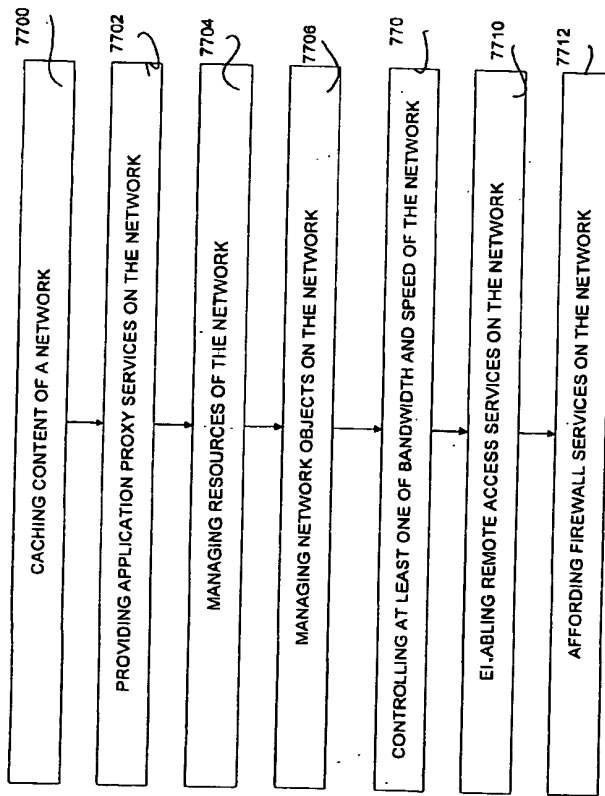 7700
CACHING CONTENT OF A NETWORK
7702
PROVIDING APPLICATION PROXY SERVICES ON THE NETWORK
7704
MANAGING RESOURCES OF THE NETWORK
7706
MANAGING NETWORK OBJECTS ON THE NETWORK
770
CONTROLLING AT LEAST ONE OF BANDWIDTH AND SPEED OF THE NETWORK
7710
ENABLING REMOTE ACCESS SERVICES ON THE NETWORK
7712
AFFORDING FIREWALL SERVICES ON THE NETWORK